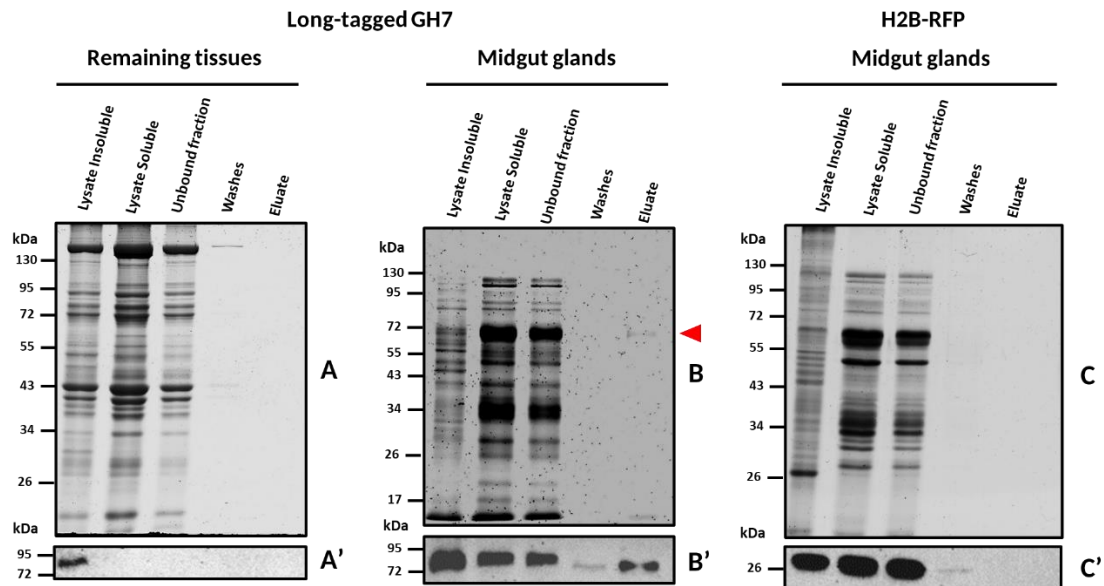 Long-tagged GH7
H2B-RFP
Remaining tissues
Midgut glands
Midgut glands
Lysate Insoluble
Lysate Soluble
Unbound fraction
Washes
Eluate
Lysate Insoluble
Lysate Soluble
Unbound fraction
Washes
Eluate
Lysate Insoluble
Lysate Soluble
Unbound fraction
Washes
Eluate
kDa
130
95
72
55
43
34
26
kDa
95
72
A
A’
kDa
130
95
72
55
43
34
26
17
kDa
95
72
B
B’
kDa
130
95
72
55
43
34
26
kDa
26
C
C’